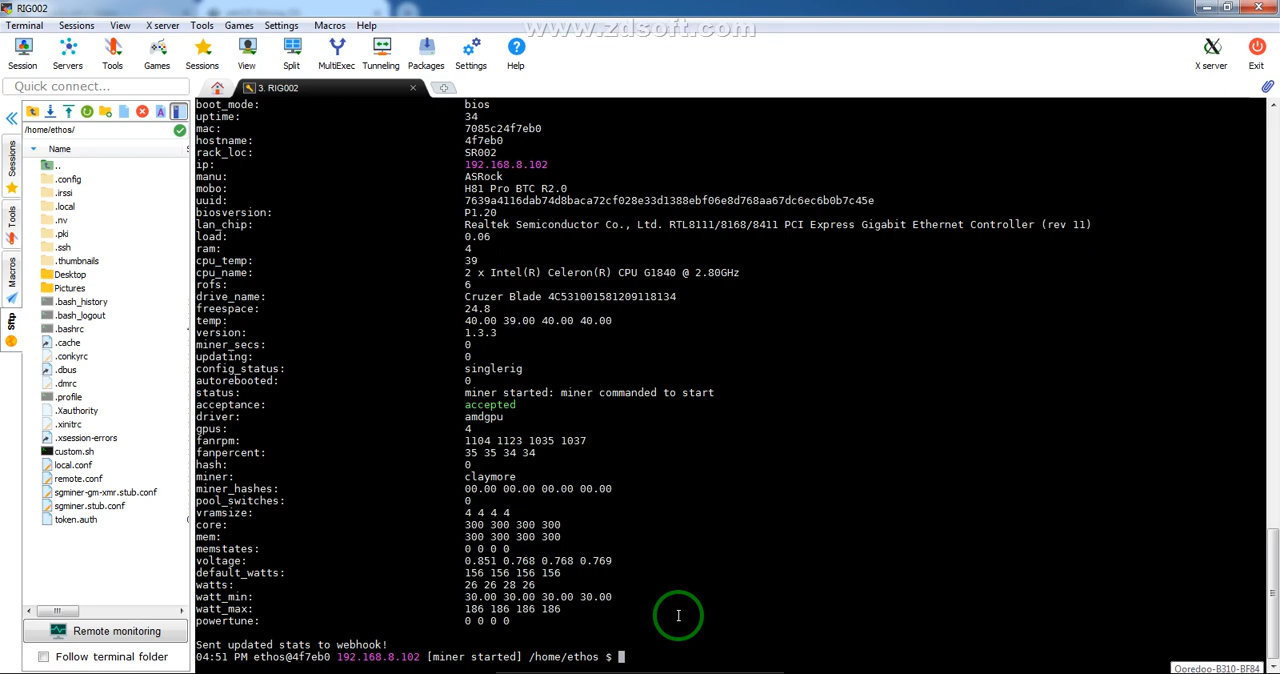 RIG002
www.zdsoft.com
Terminal Sessions View X server Tools Games Settings Macros Help
Session Servers Tools Games Sessions View Split MultiExec Tunneling Packages Settings Help X server Exit
Quick connect...
3. RIG002
/home/ethos/
Name
..
.config
.irssi
.local
.nv
.pki
.ssh
.thumbnails
Desktop
Pictures
.bash_history
.bash_logout
.bashrc
.cache
.conkyrc
.dbus
.dmrc
.profile
.Xauthority
.xinitrc
.xsession-errors
custom.sh
local.conf
remote.conf
sgminer-gm-xmr.stub.conf
sgminer.stub.conf
token.auth
Sessions
Tools
Macros
Sftp
Remote monitoring
Follow terminal folder
boot_mode: bios
uptime: 34
mac: 7085c24f7eb0
hostname: 4f7eb0
rack_loc: SR002
ip: 192.168.8.102
manu: ASRock
mobo: H81 Pro BTC R2.0
uuid: 7639a4116dab74d8baca72cf028e33d1388ebf06e8d768aa67dc6ec6b0b7c45e
biosversion: P1.20
lan_chip: Realtek Semiconductor Co., Ltd. RTL8111/8168/8411 PCI Express Gigabit Ethernet Controller (rev 11)
load: 0.06
ram: 4
cpu_temp: 39
cpu_name: 2 x Intel(R) Celeron(R) CPU G1840 @ 2.80GHz
rofs: 6
drive_name: Cruzer Blade 4C531001581209118134
freespace: 24.8
temp: 40.00 39.00 40.00 40.00
version: 1.3.3
miner_secs: 0
updating: 0
config_status: singlerig
autorebooted: 0
status: miner started: miner commanded to start
acceptance: accepted
driver: amdgpu
gpus: 4
fanrpm: 1104 1123 1035 1037
fanpercent: 35 35 34 34
hash: 0
miner: claymore
miner_hashes: 00.00 00.00 00.00 00.00
pool_switches: 0
vramsize: 4 4 4 4
core: 300 300 300 300
mem: 300 300 300 300
memstates: 0 0 0 0
voltage: 0.851 0.768 0.768 0.769
default_watts: 156 156 156 156
watts: 26 26 28 26
watt_min: 30.00 30.00 30.00 30.00
watt_max: 186 186 186 186
powertune: 0 0 0 0
Sent updated stats to webhook!
04:51 PM ethos@4f7eb0 192.168.8.102 [miner started] /home/ethos $
Ooredoo-B310-BF84